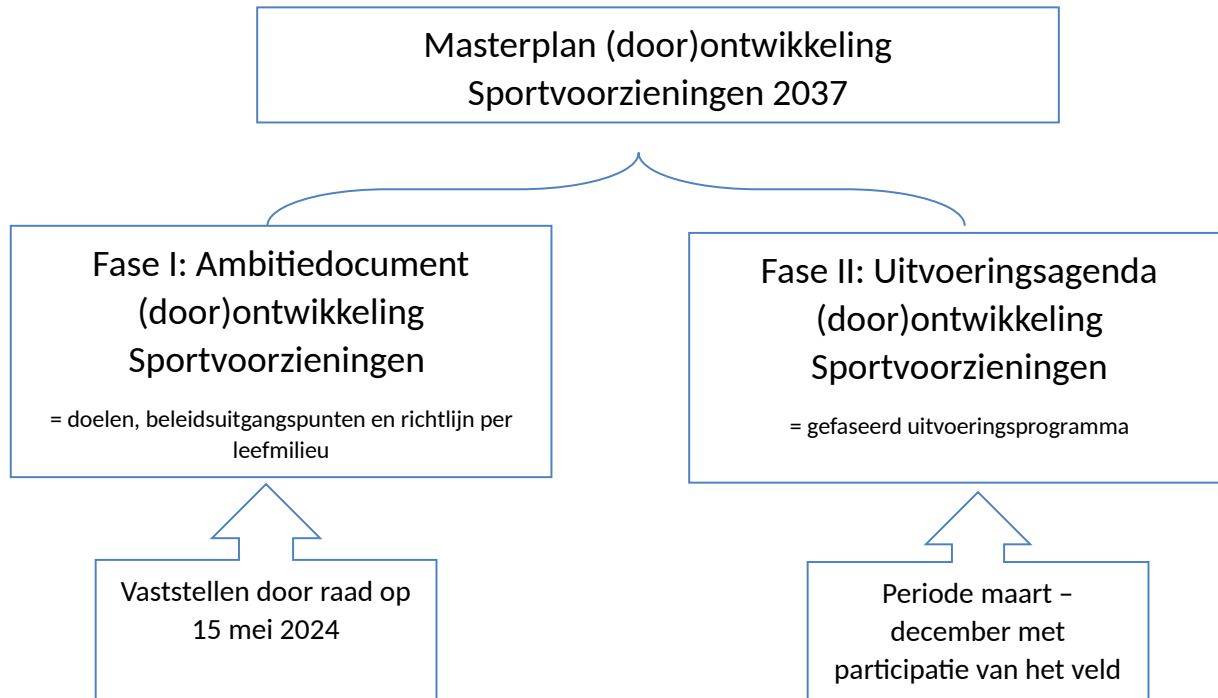 Masterplan (door)ontwikkeling
Sportvoorzieningen 2037
Fase I: Ambitiedocument
(door)ontwikkeling
Sportvoorzieningen
= doelen, beleidsuitgangspunten en richtlijn per
leefmilieu
Fase II: Uitvoeringsagenda
(door)ontwikkeling
Sportvoorzieningen
= gefaseerd uitvoeringsprogramma
Vaststellen door raad op
15 mei 2024
Periode maart –
december met
participatie van het veld